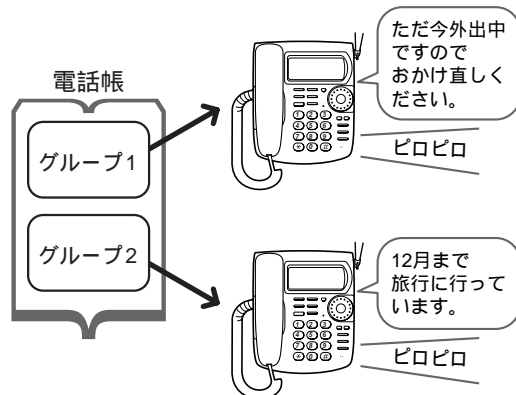 電話帳
グループ1
グループ2
ただ今外出中
ですので
おかけ直しく
ださい。
ピロピロ
12月まで
旅行に行って
います。
ピロピロ